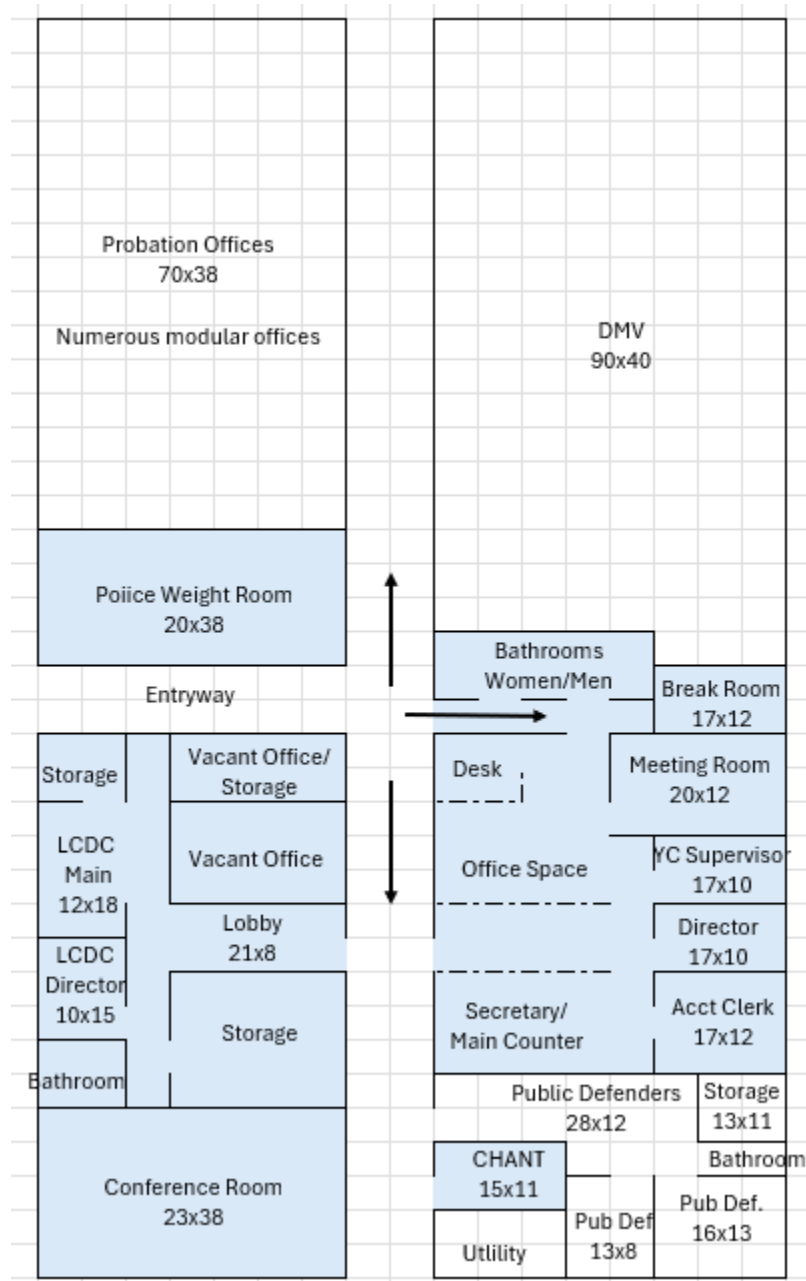 Probation Offices
70x38
Numerous modular offices
DMV
90x40
Poiice Weight Room
20x38
Bathrooms
Women/Men
Break Room
17x12
Entryway
Storage
Vacant Office/
Storage
Desk
Meeting Room
20x12
LCDC
Main
12x18
Vacant Office
Office Space
YC Supervisor
17x10
Lobby
21x8
Director
17x10
LCDC
Director
10x15
Storage
Secretary/
Main Counter
Acct Clerk
17x12
Bathroom
Public Defenders
28x12
Storage
13x11
Conference Room
23x38
CHANT
15x11
Bathroom
Pub Def
13x8
Pub Def.
16x13
Utlility